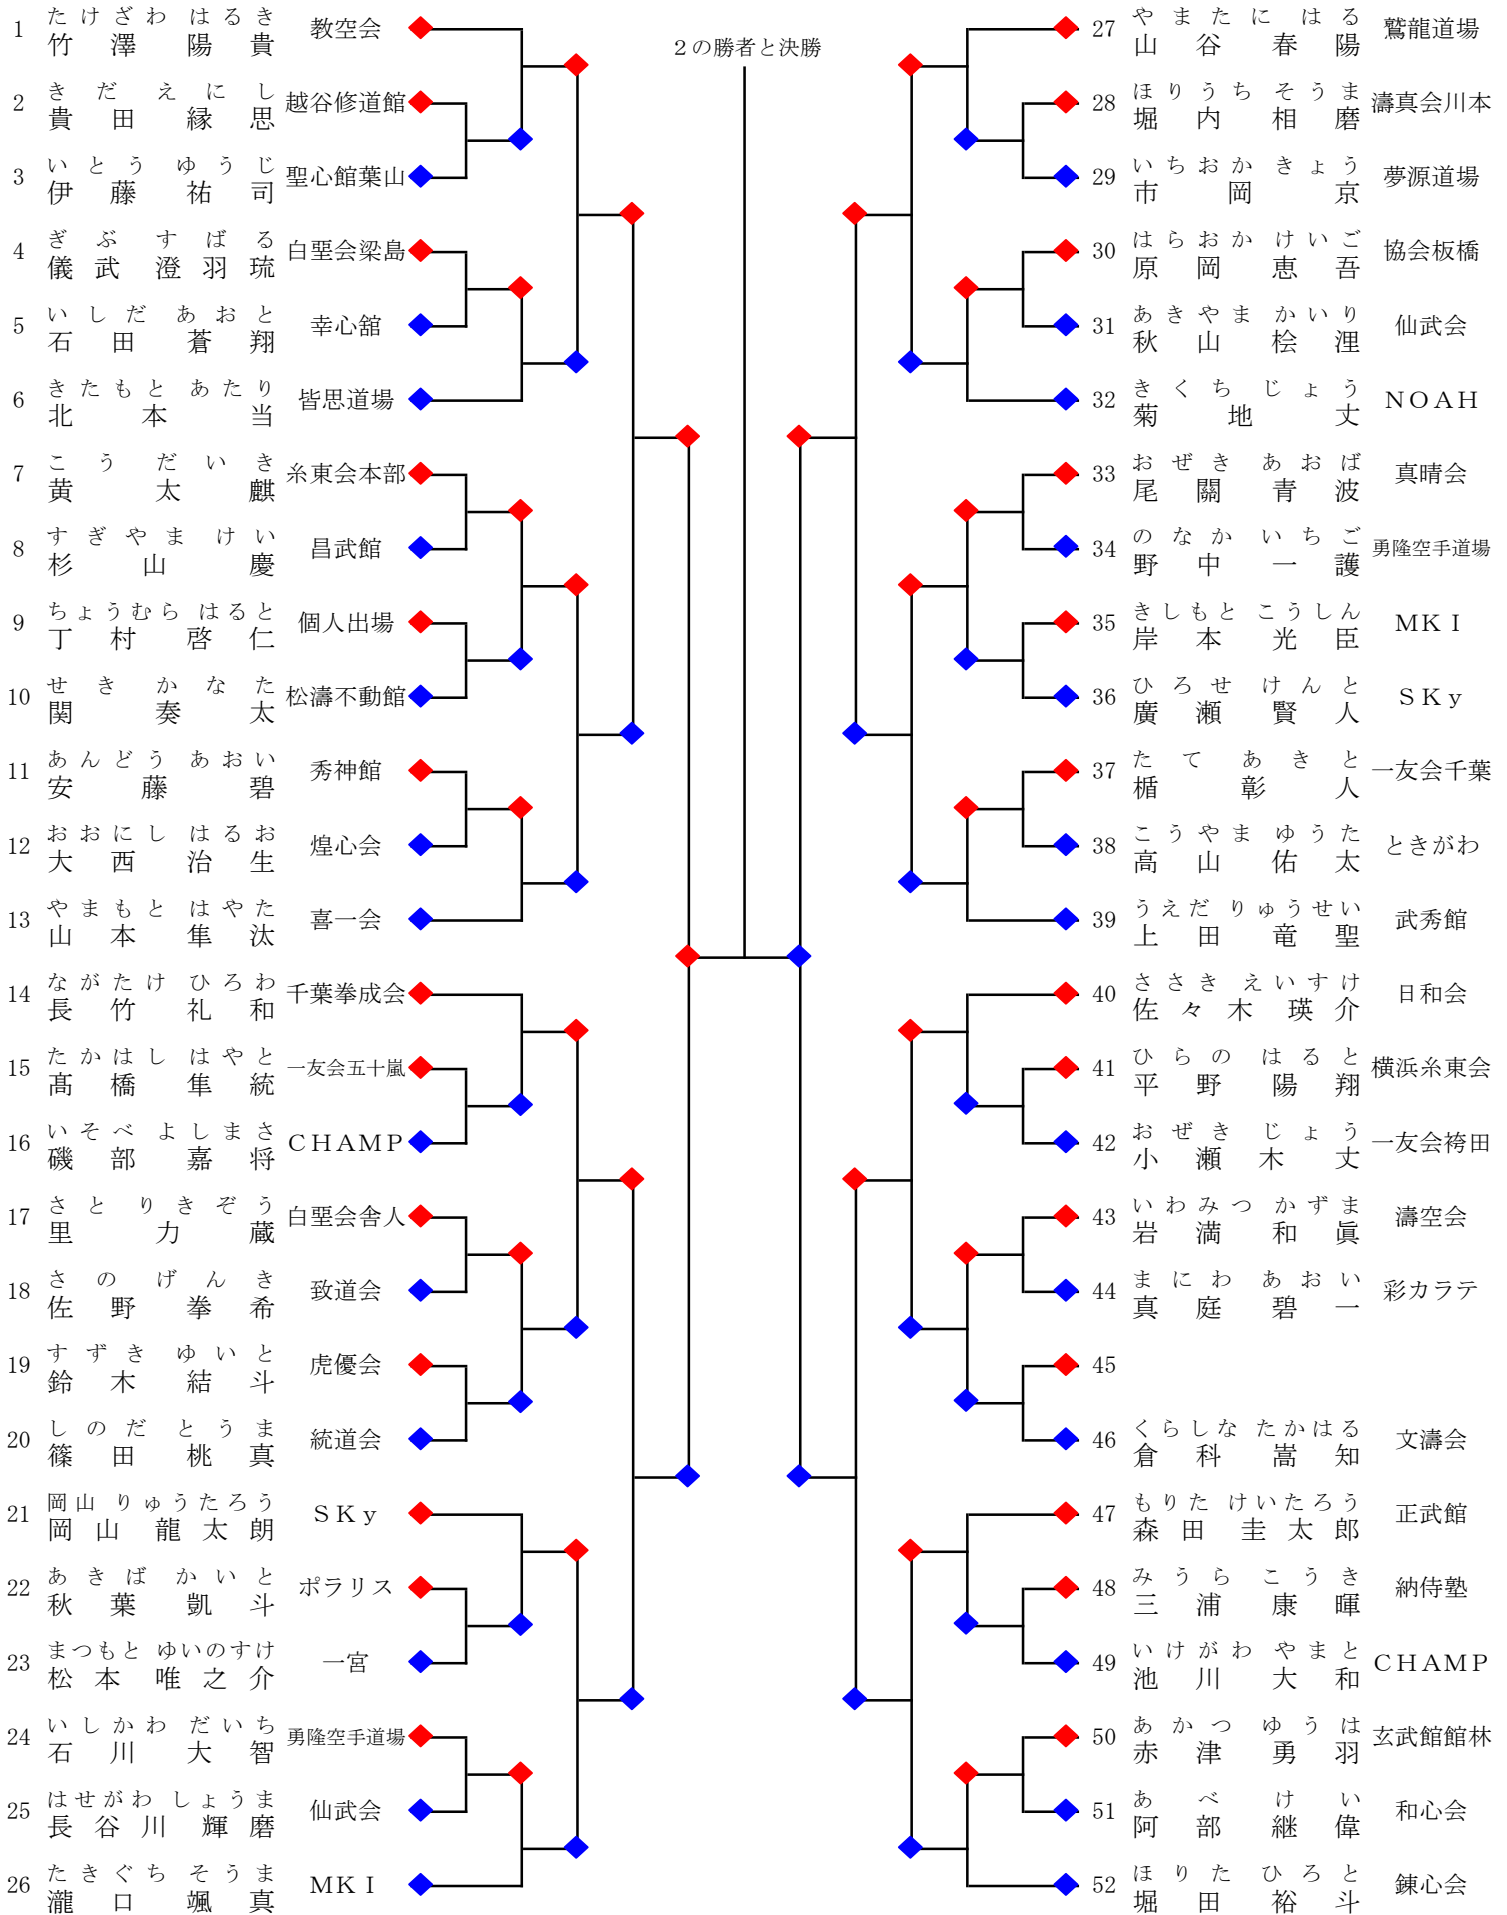 2の勝者と決勝
たけざわ はるき
1 竹澤陽貴 教空会
きだ えにし
2 貴田縁思 越谷修道館
いとう ゆうじ
3 伊藤祐司 聖心館葉山
ぎぶ すばる
4 儀武澄羽琉 白堊会梁島
いしだ あおと
5 石田蒼翔 幸心舘
きたもと あたり
6 北本当 皆思道場
こう だいき
7 黄太麒 糸東会本部
すぎやま けい
8 杉山慶 昌武館
ちょうむら はると
9 丁村啓仁 個人出場
せき かなた
10 関奏太 松濤不動館
あんどう あおい
11 安藤碧 秀神館
おおにし はるお
12 大西治生 煌心会
やまもと はやた
13 山本隼汰 喜一会
ながたけ ひろわ
14 長竹礼和 千葉拳成会
たかはし はやと
15 髙橋隼統 一友会五十嵐
いそべ よしまさ
16 磯部嘉将 CHAMP
さと りきぞう
17 里力蔵 白堊会舎人
さの げんき
18 佐野拳希 致道会
すずき ゆいと
19 鈴木結斗 虎優会
しのだ とうま
20 篠田桃真 統道会
岡山 りゅうたろう
21 岡山龍太朗 SKy
あきば かいと
22 秋葉凱斗 ポラリス
まつもと ゆいのすけ
23 松本唯之介 一宮
いしかわ だいち
24 石川大智 勇隆空手道場
はせがわ しょうま
25 長谷川輝磨 仙武会
たきぐち そうま
26 瀧口颯真 MKI
やまたに はる
27 山谷春陽 鷲龍道場
ほりうち そうま
28 堀内相磨 濤真会川本
いちおか きょう
29 市岡京 夢源道場
はらおか けいご
30 原岡恵吾 協会板橋
あきやま かいり
31 秋山桧浬 仙武会
きくち じょう
32 菊地丈 NOAH
おぜき あおば
33 尾關青波 真晴会
のなか いちご
34 野中一護 勇隆空手道場
きしもと こうしん
35 岸本光臣 MKI
ひろせ けんと
36 廣瀬賢人 SKy
たて あきと
37 楯彰人 一友会千葉
こうやま ゆうた
38 高山佑太 ときがわ
うえだ りゅうせい
39 上田竜聖 武秀館
ささき えいすけ
40 佐々木瑛介 日和会
ひらの はると
41 平野陽翔 横浜糸東会
おぜき じょう
42 小瀬木丈 一友会袴田
いわみつ かずま
43 岩満和眞 濤空会
まにわ あおい
44 真庭碧一 彩カラテ
45
くらしな たかはる
46 倉科嵩知 文濤会
もりた けいたろう
47 森田圭太郎 正武館
みうら こうき
48 三浦康暉 納侍塾
いけがわ やまと
49 池川大和 CHAMP
あかつ ゆうは
50 赤津勇羽 玄武館館林
あべ けい
51 阿部継偉 和心会
ほりた ひろと
52 堀田裕斗 錬心会